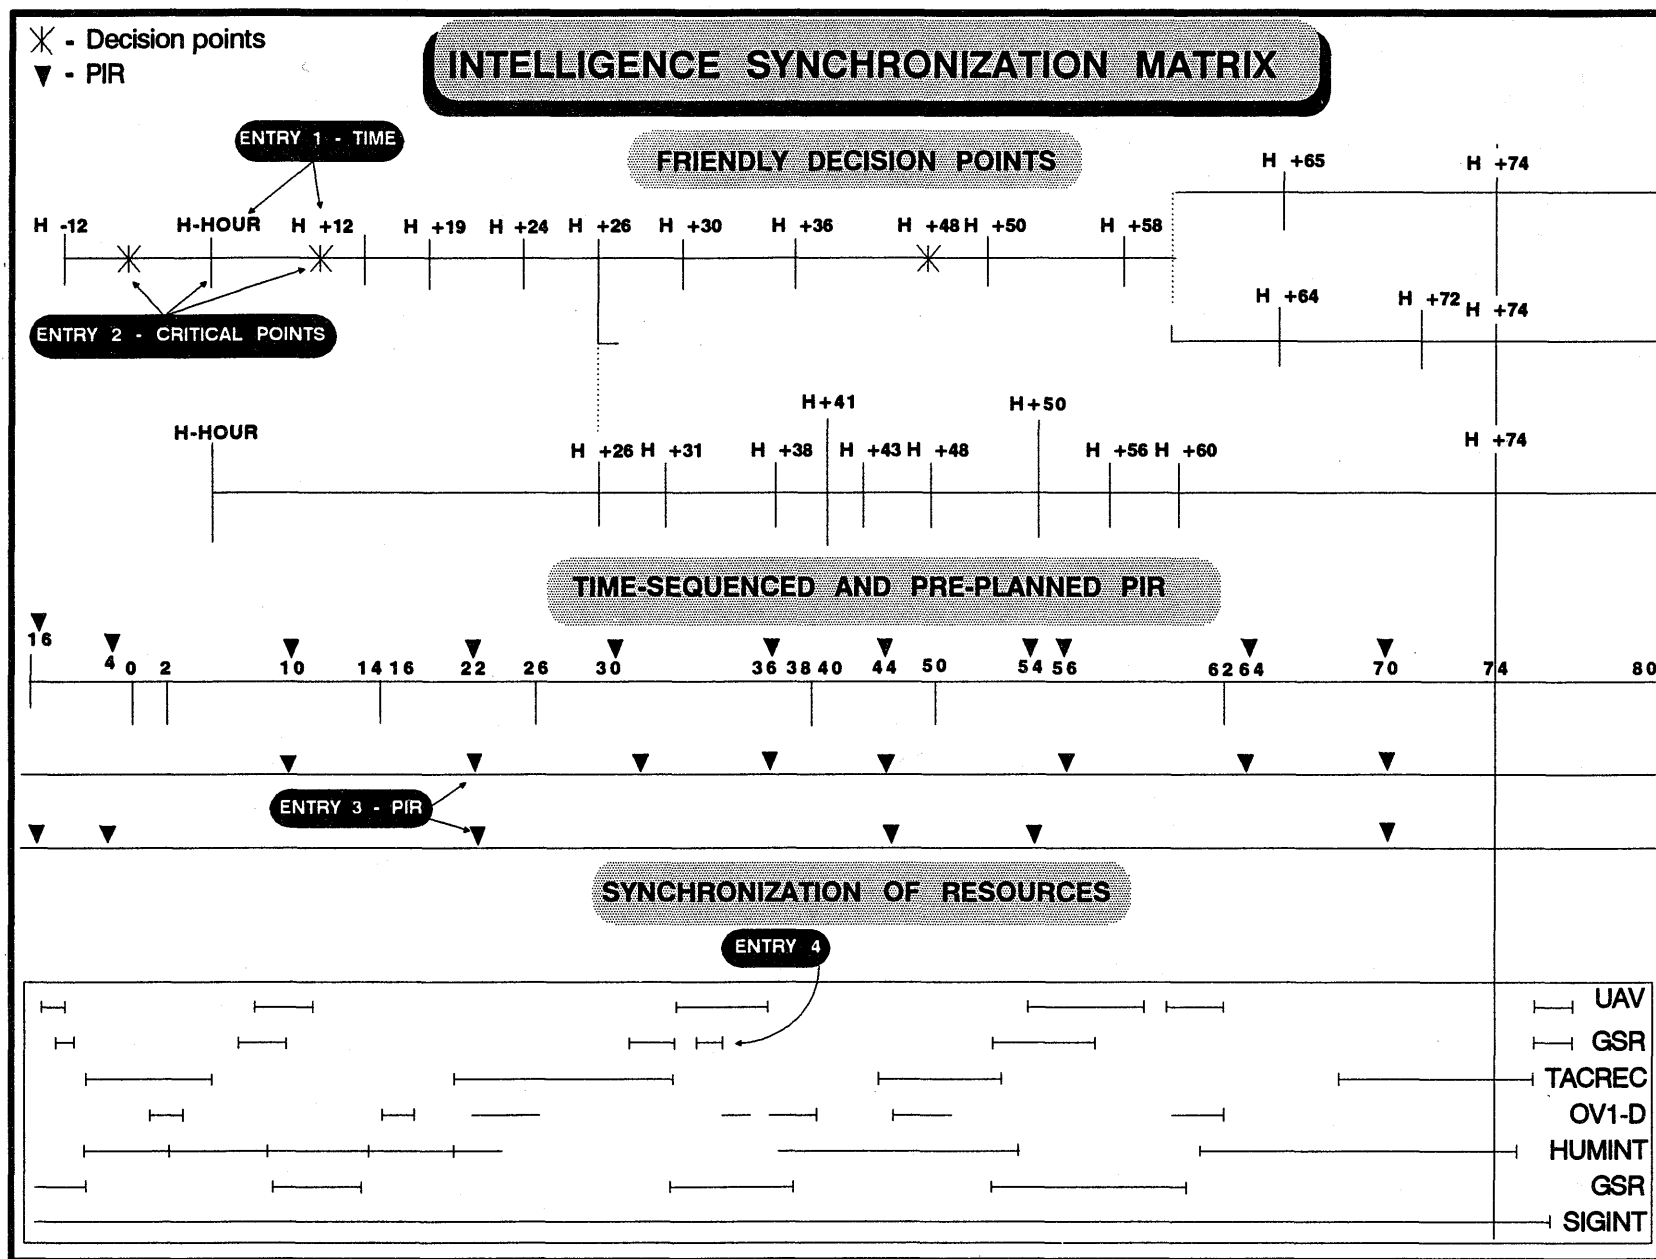 - Decision points
- PIR
INTELLIGENCE SYNCHRONIZATION MATRIX
ENTRY 1 - TIME
FRIENDLY DECISION POINTS
H +65 H +74
H -12 H-HOUR H +12 H +19 H +24 H +26 H +30 H +36 H +48 H +50 H +58
ENTRY 2 - CRITICAL POINTS
H +64 H +72 H +74
H+41 H+50
H-HOUR
H +74
H +26 H +31 H +38 H +43 H +48 H +56 H +60
TIME-SEQUENCED AND PRE-PLANNED PIR
16
4 0 2 10 14 16 22 26 30 36 38 40 44 50 54 56 62 64 70 74 80
ENTRY 3 - PIR
SYNCHRONIZATION OF RESOURCES
ENTRY 4
UAV
GSR
TACREC
OV1-D
HUMINT
GSR
SIGINT